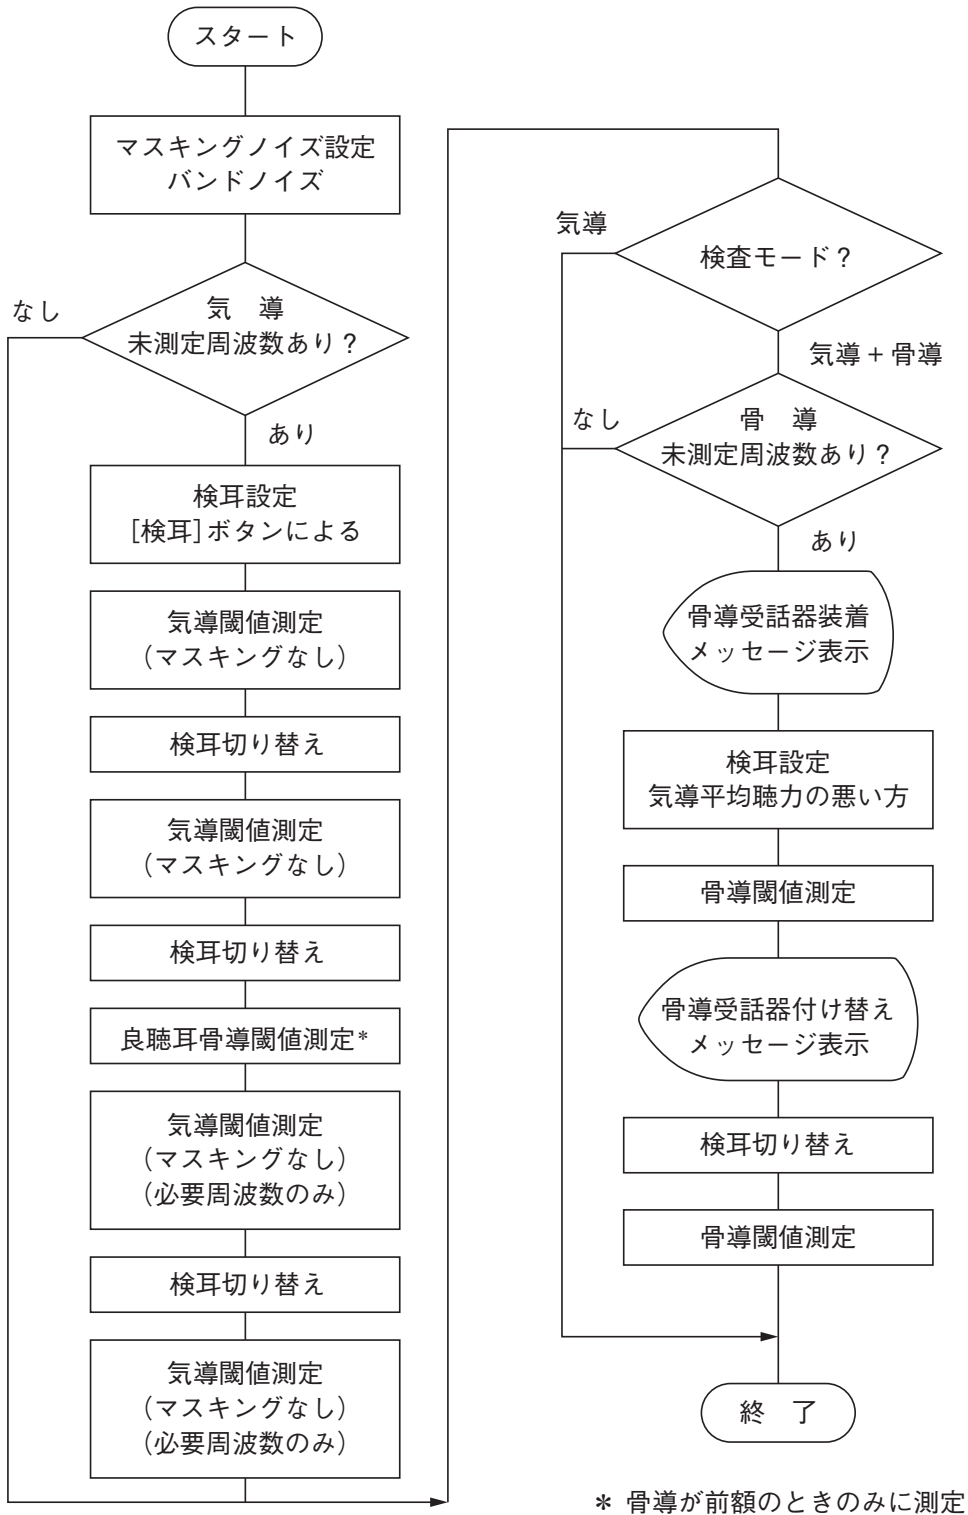 スタート
マスキングノイズ設定
バンドノイズ
気　導
未測定周波数あり？
なし
あり
検耳設定
[検耳]ボタンによる
気導閾値測定
（マスキングなし）
検耳切り替え
気導閾値測定
（マスキングなし）
検耳切り替え
良聴耳骨導閾値測定*
気導閾値測定
（マスキングなし）
（必要周波数のみ）
検耳切り替え
気導閾値測定
（マスキングなし）
（必要周波数のみ）
検査モード？
気導
気導＋骨導
骨　導
未測定周波数あり？
なし
あり
骨導受話器装着
メッセージ表示
検耳設定
気導平均聴力の悪い方
骨導閾値測定
骨導受話器付け替え
メッセージ表示
検耳切り替え
骨導閾値測定
終　了
＊ 骨導が前額のときのみに測定